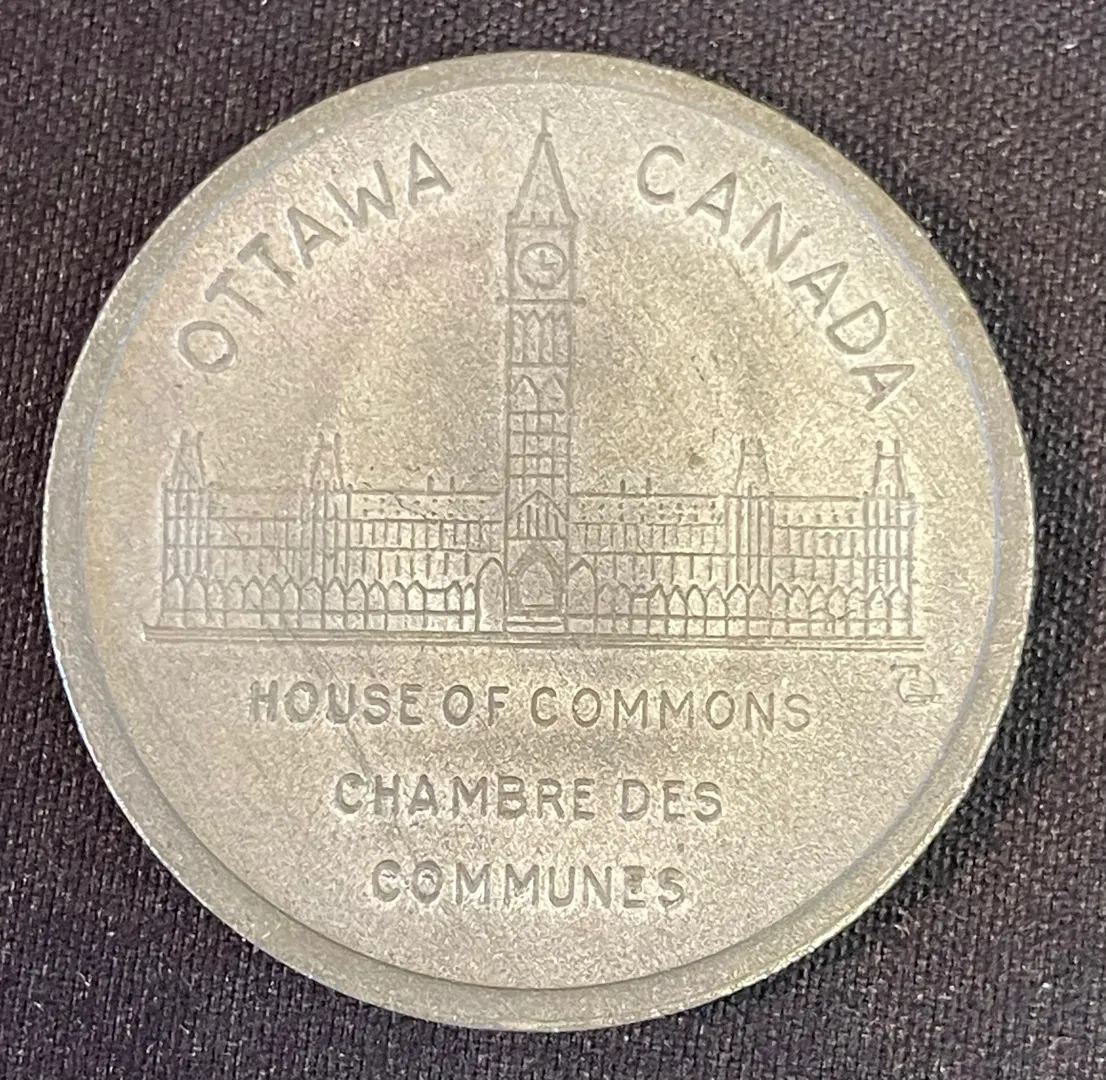 OTTAWA CANADA
HOUSE OF COMMONS
CHAMBRE DES
COMMUNES